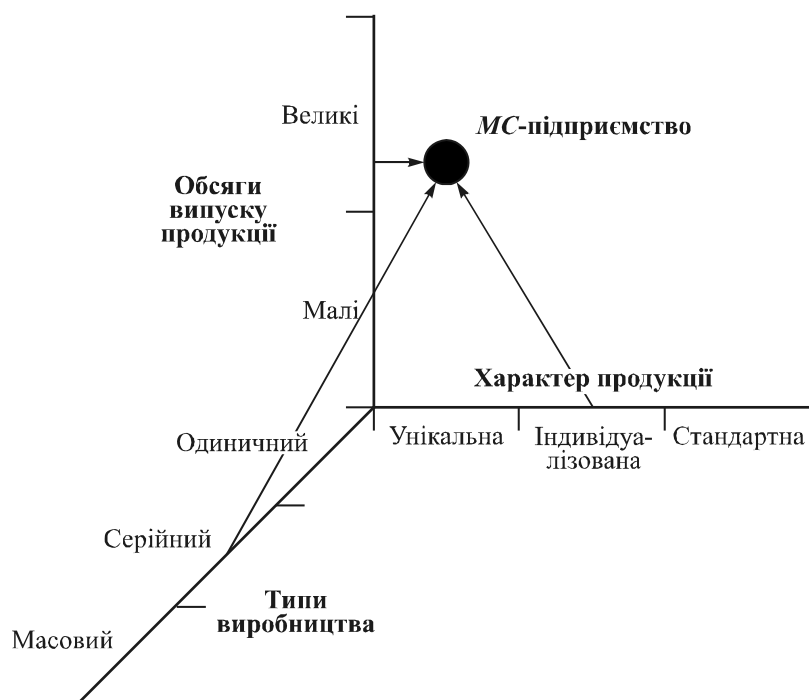 Великі
МС-підприємство
Обсяги
випуску
продукції
Малі
Характер продукції
Унікальна
Індивідуа-
лізована
Стандартна
Одиничний
Серійний
Типи
виробництва
Масовий